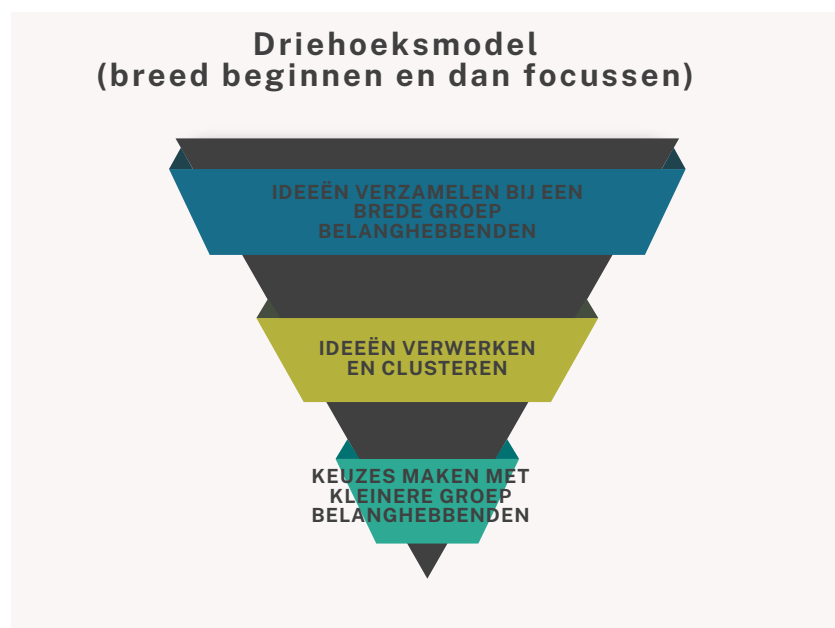 Driehoeksmodel
(breed beginnen en dan focussen)
IDEEËN VERZAMELEN BIJ EEN
BREDE GROEP
BELANGHEBBENDEN
IDEEËN VERWERKEN
EN CLUSTEREN
KEUZES MAKEN MET
KLEINERE GROEP
BELANGHEBBENDEN